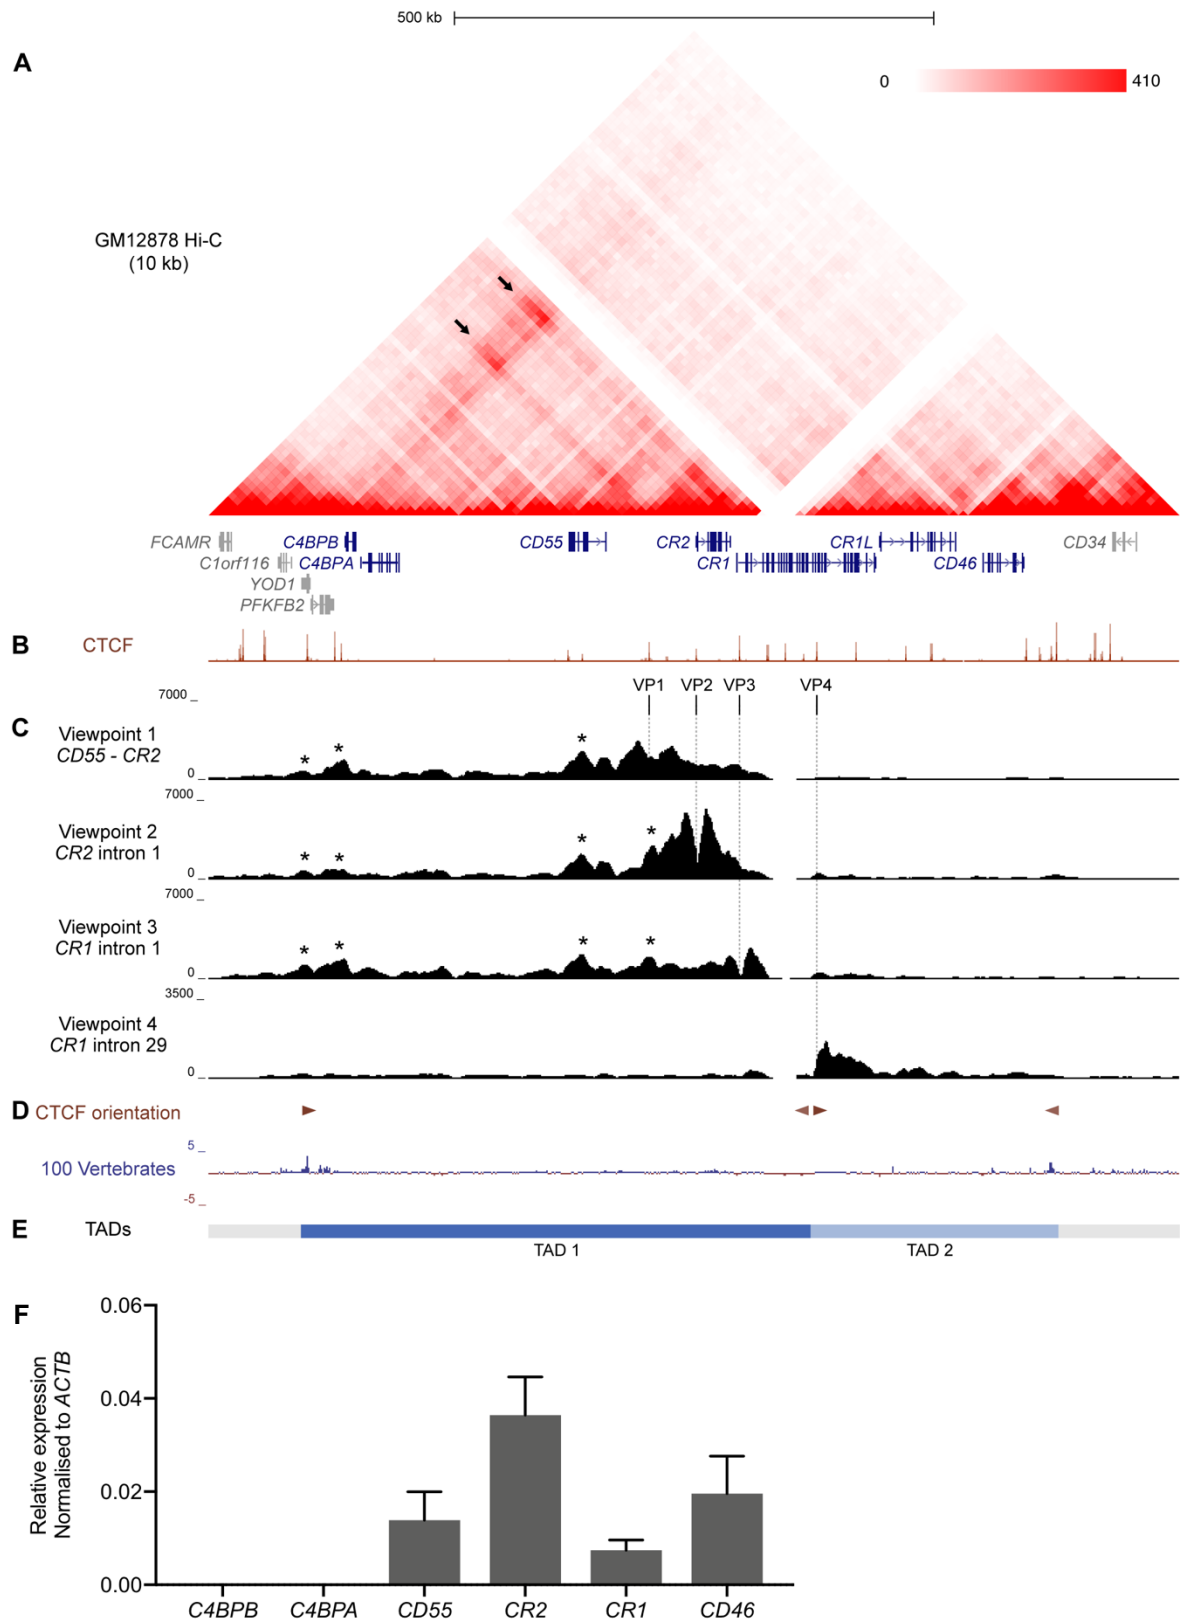 500 kb
A
0
410
GM12878 Hi-C
(10 kb)
FCAMR
C4BPB
CD55
CR2
CR1L
CD34
C1orf116
C4BPA
CR1
CD46
YOD1
PFKFB2
B
CTCF
VP1
VP2
VP3
VP4
7000
C
Viewpoint 1
CD55 - CR2
*
*
*
0
7000
Viewpoint 2
CR2 intron 1
*
*
*
*
0
7000
Viewpoint 3
CR1 intron 1
*
*
*
*
0
3500
Viewpoint 4
CR1 intron 29
0
D
CTCF orientation
5
100 Vertebrates
-5
E
TADs
TAD 1
TAD 2
F
Relative expression
Normalised to ACTB
0.06
0.04
0.02
0.00
C4BPB
C4BPA
CD55
CR2
CR1
CD46